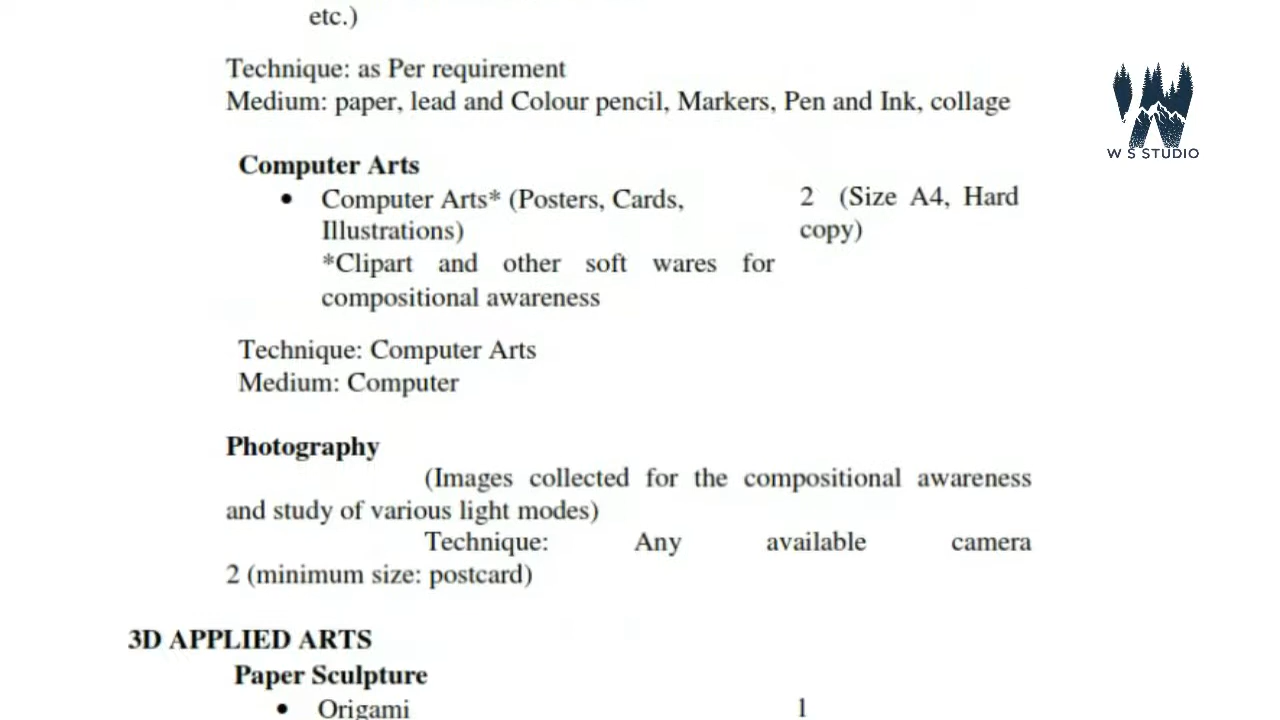 etc.)
Technique: as Per requirement
Medium: paper, lead and Colour pencil, Markers, Pen and Ink, collage
W S STUDIO
Computer Arts
• Computer Arts* (Posters, Cards, 2 (Size A4, Hard
Illustrations) copy)
*Clipart and other soft wares for
compositional awareness
Technique: Computer Arts
Medium: Computer
Photography
(Images collected for the compositional awareness
and study of various light modes)
Technique: Any available camera
2 (minimum size: postcard)
3D APPLIED ARTS
Paper Sculpture
• Origami 1